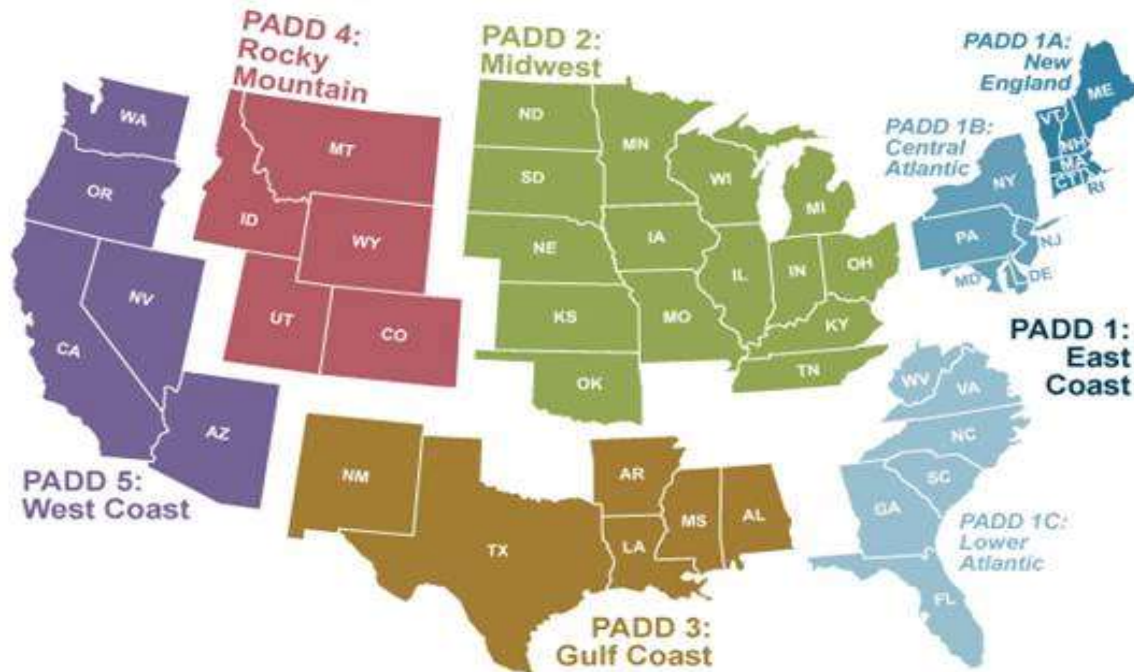 PADD 4:
Rocky
Mountain
PADD 2:
Midwest
PADD 1A:
New
England
PADD 1B:
Central
Atlantic
WA
OR
CA
NV
AZ
PADD 5:
West Coast
MT
ID
WY
UT
CO
ND
SD
NE
KS
OK
MN
IA
MO
WI
IL
IN
MI
OH
KY
TN
ME
VT
NH
MA
CT
RI
NY
PA
NJ
MD
DE
PADD 1:
East
Coast
WV
VA
NC
SC
GA
FL
PADD 1C:
Lower
Atlantic
NM
TX
AR
LA
MS
AL
PADD 3:
Gulf Coast